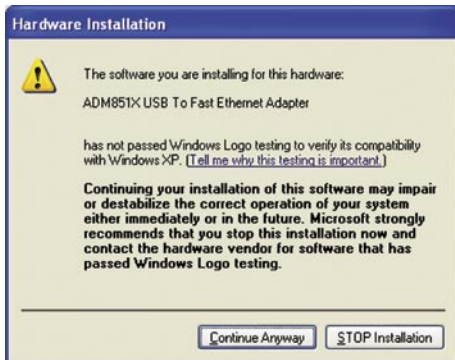 Hardware Installation
The software you are installing for this hardware:
ADM851X USB To Fast Ethernet Adapter
has not passed Windows Logo testing to verify its compatibility
with Windows XP. (Tell me why this testing is important.)
Continuing your installation of this software may impair
or destabilize the correct operation of your system
either immediately or in the future. Microsoft strongly
recommends that you stop this installation now and
contact the hardware vendor for software that has
passed Windows Logo testing.
Continue Anyway
STOP Installation